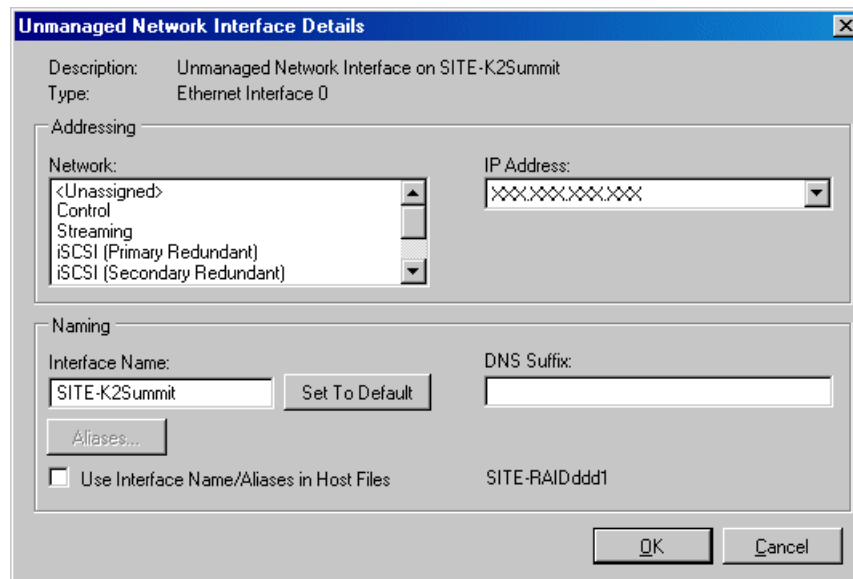 Unmanaged Network Interface Details
Description: Unmanaged Network Interface on SITE-K2Summit
Type: Ethernet Interface 0
Addressing
Network: IP Address:
<Unassigned> XXX.XXX.XXX.XXX
Control
Streaming
iSCSI (Primary Redundant)
iSCSI (Secondary Redundant)
Naming
Interface Name: DNS Suffix:
SITE-K2Summit Set To Default
Aliases...
Use Interface Name/Aliases in Host Files SITE-RAIDddd1
OK Cancel